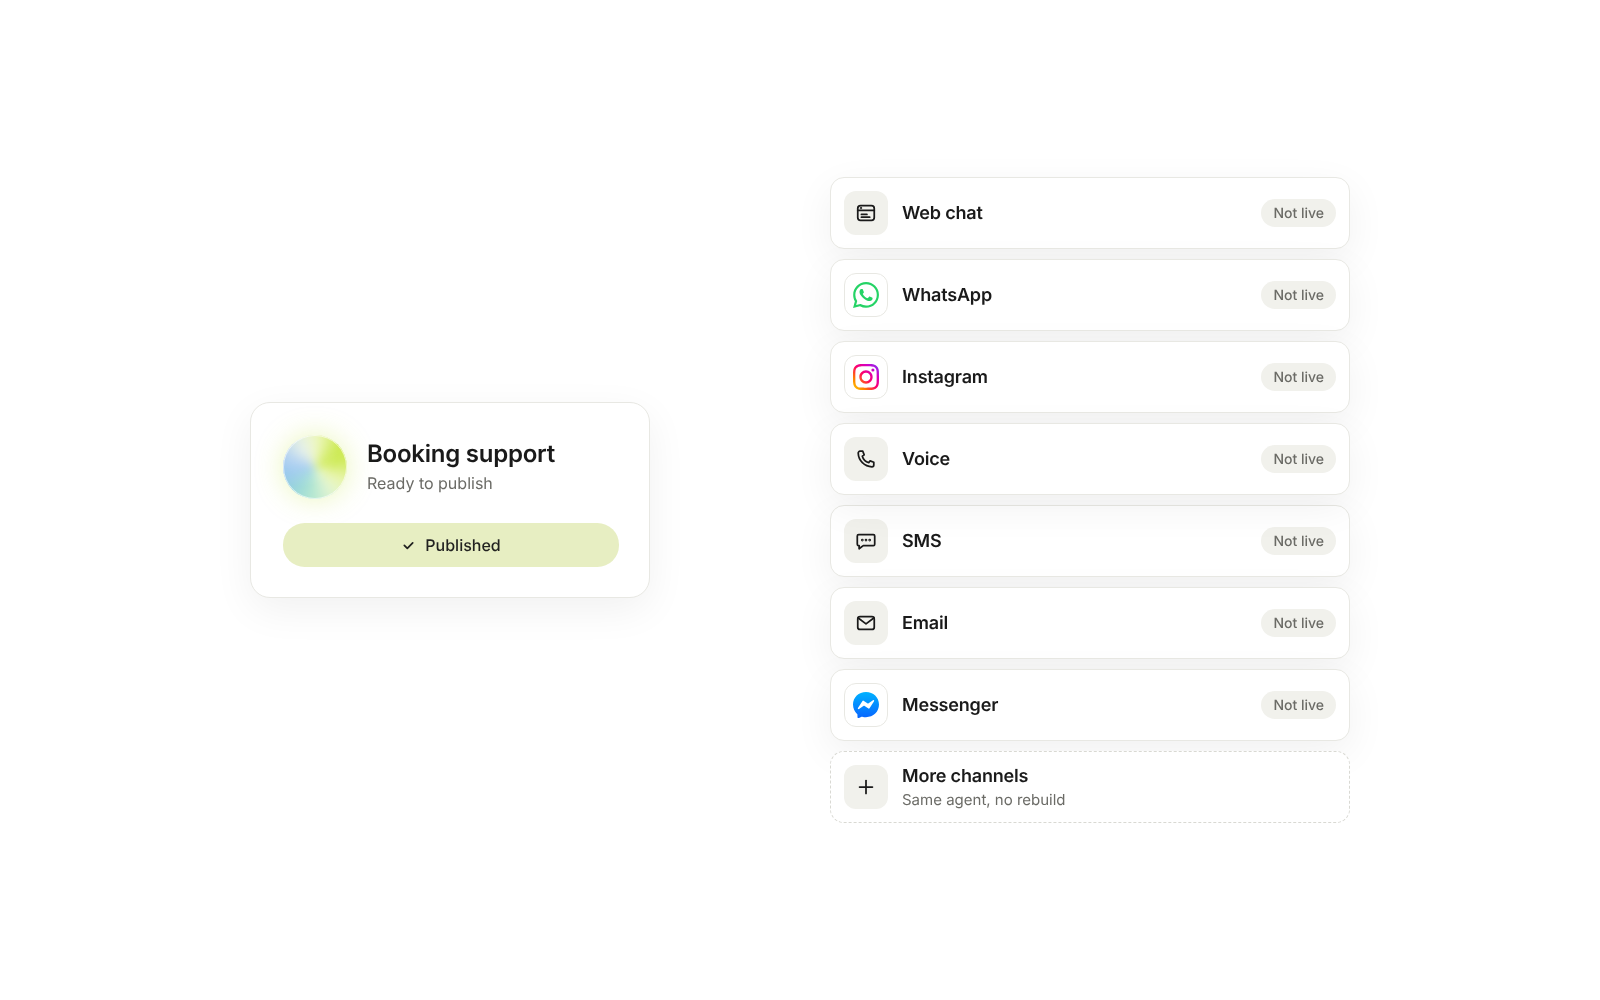 Booking support
Ready to publish
Published
Web chat
Not live
WhatsApp
Not live
Instagram
Not live
Voice
Not live
SMS
Not live
Email
Not live
Messenger
Not live
More channels
Same agent, no rebuild